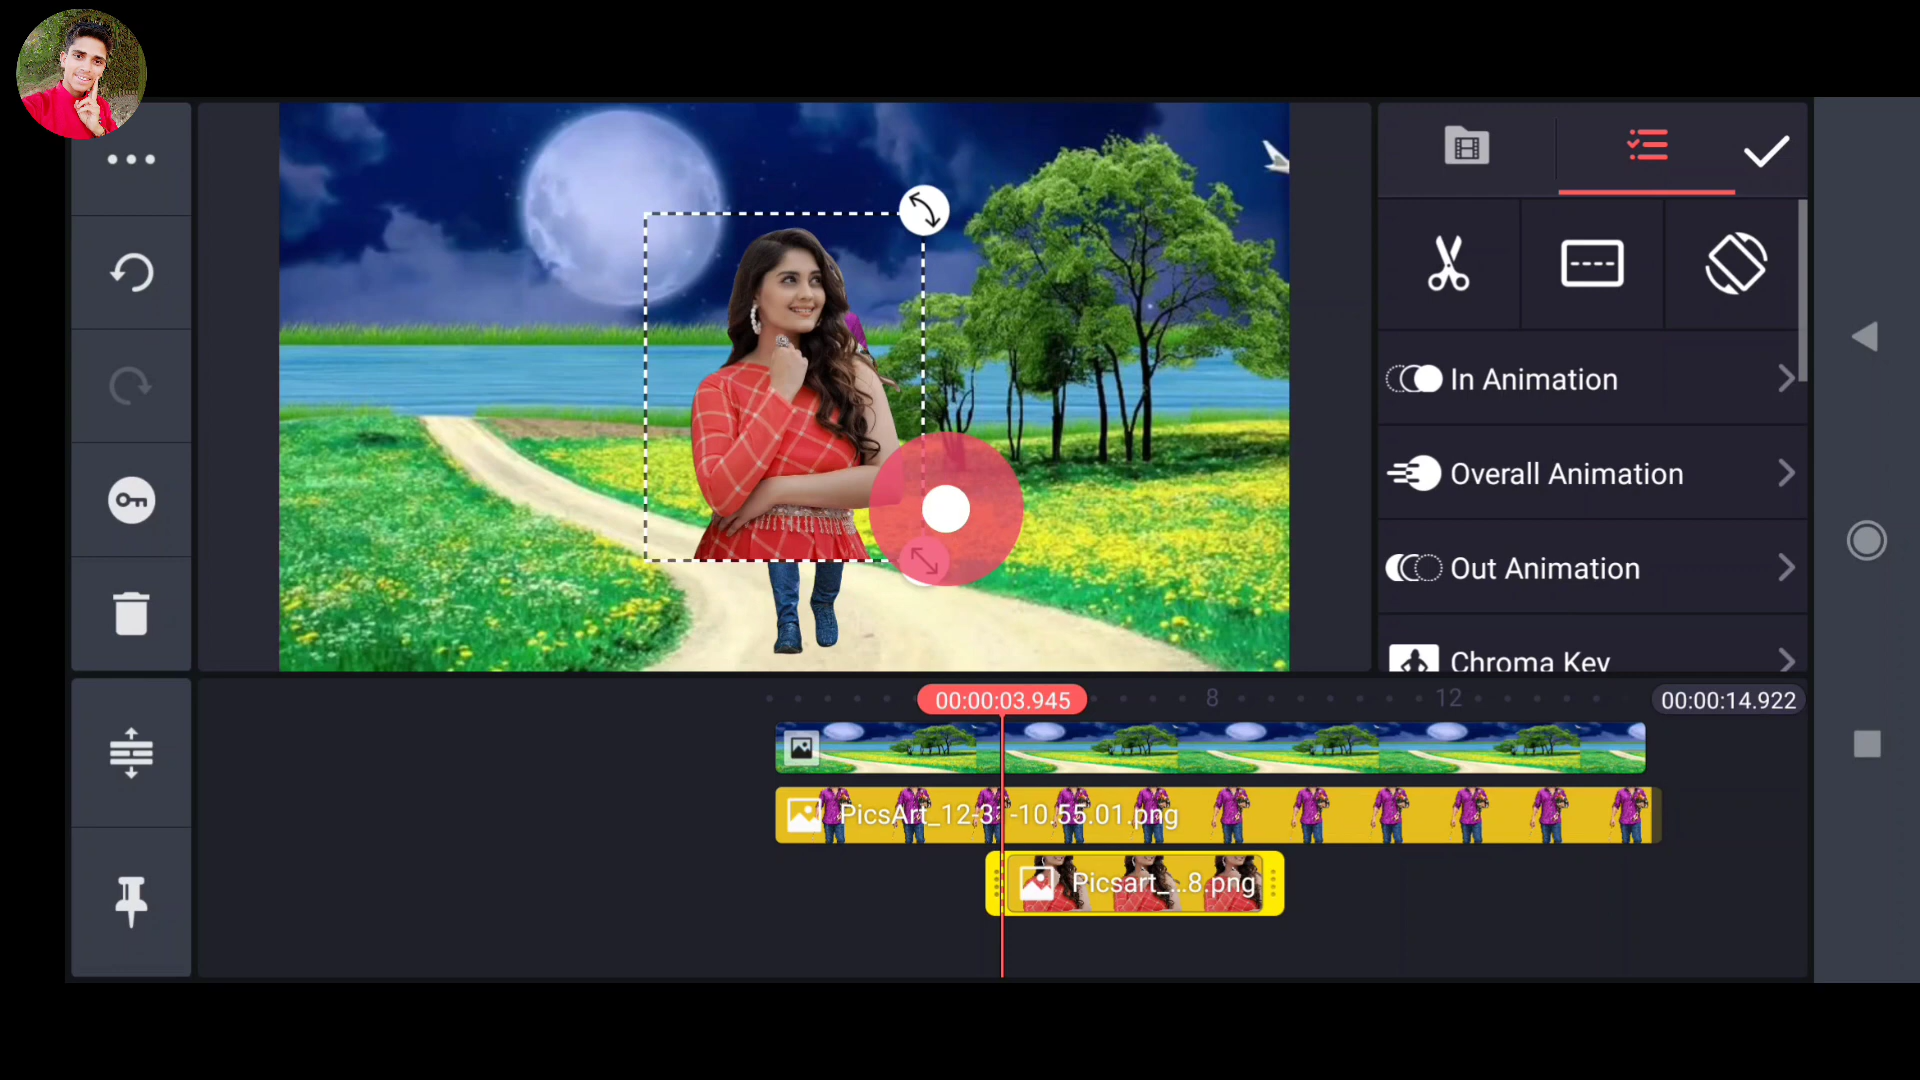 In Animation
Overall Animation
Out Animation
Chroma Key
00:00:03.945
8
12
00:00:14.922
PicsArt_12-31-10.55.01.png
Picsart_...8.png